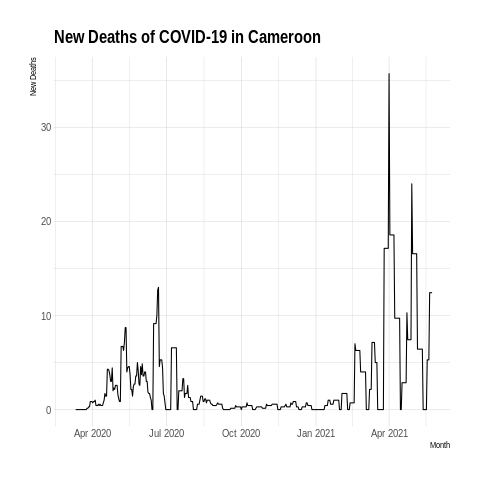 New Deaths of COVID-19 in Cameroon
New Deaths
30
20
10
0
Apr 2020 Jul 2020 Oct 2020 Jan 2021 Apr 2021
Month